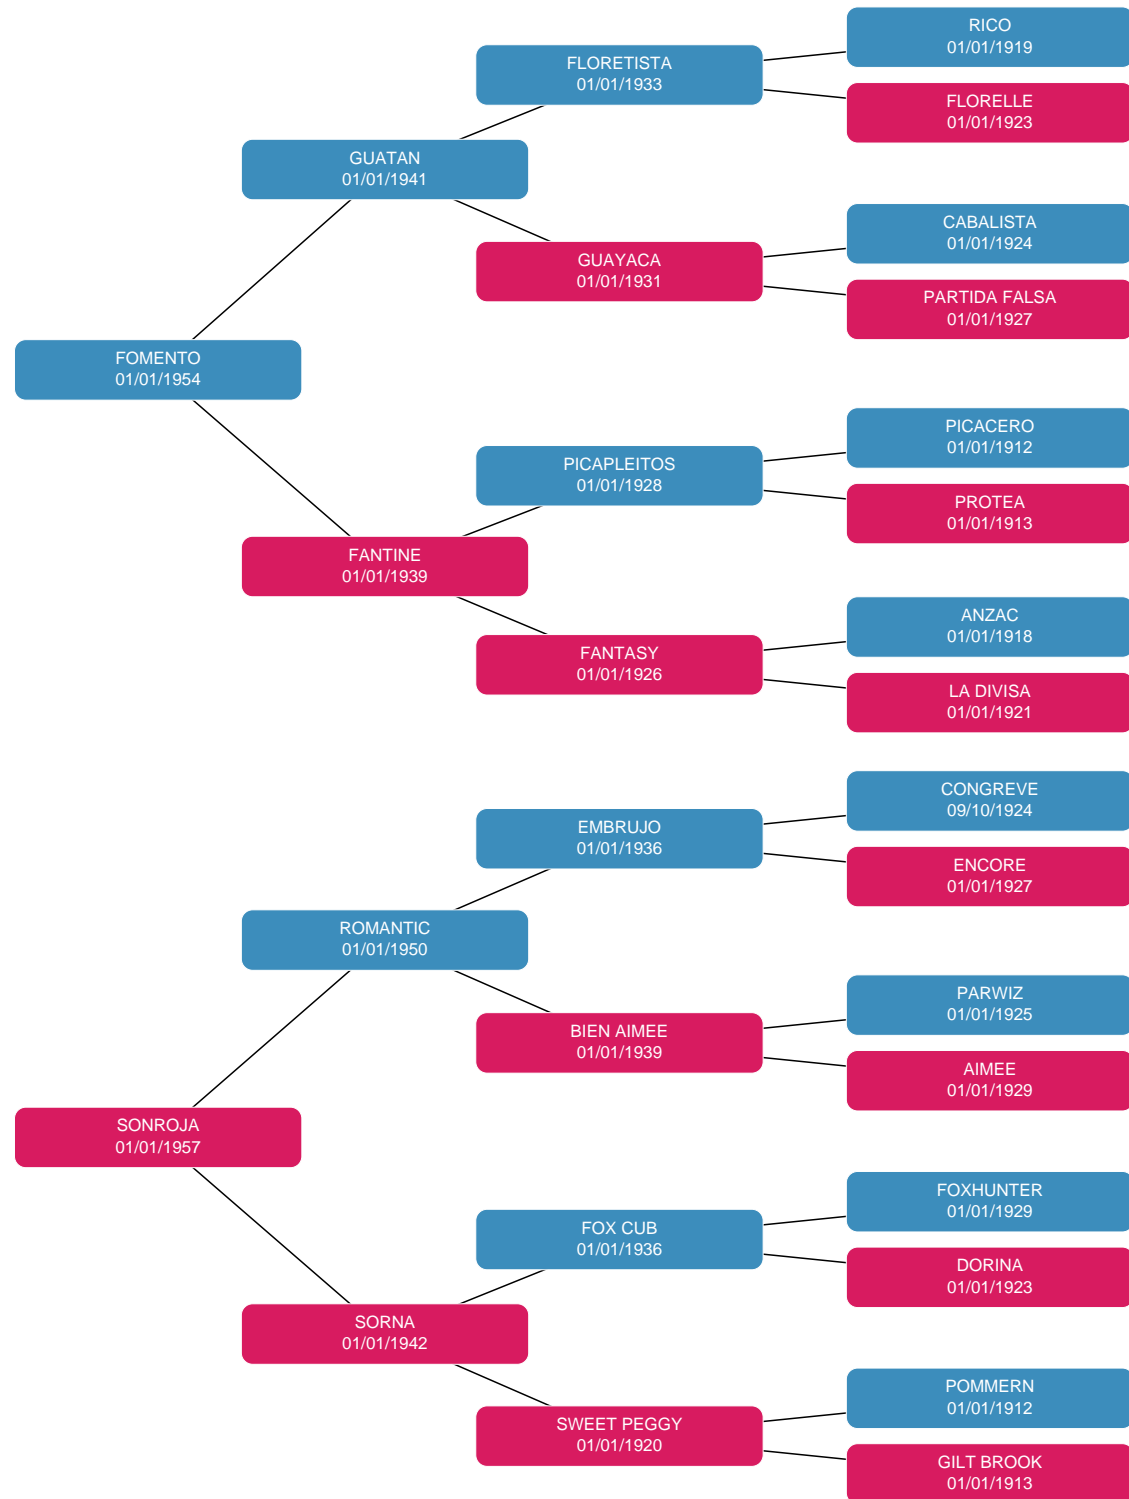 RICO
01/01/1919
FLORETISTA
01/01/1933
FLORELLE
01/01/1923
GUATAN
01/01/1941
CABALISTA
01/01/1924
GUAYACA
01/01/1931
PARTIDA FALSA
01/01/1927
FOMENTO
01/01/1954
PICACERO
01/01/1912
PICAPLEITOS
01/01/1928
PROTEA
01/01/1913
FANTINE
01/01/1939
ANZAC
01/01/1918
FANTASY
01/01/1926
LA DIVISA
01/01/1921
CONGREVE
09/10/1924
EMBRUJO
01/01/1936
ENCORE
01/01/1927
ROMANTIC
01/01/1950
PARWIZ
01/01/1925
BIEN AIMEE
01/01/1939
AIMEE
01/01/1929
SONROJA
01/01/1957
FOXHUNTER
01/01/1929
FOX CUB
01/01/1936
DORINA
01/01/1923
SORNA
01/01/1942
POMMERN
01/01/1912
SWEET PEGGY
01/01/1920
GILT BROOK
01/01/1913